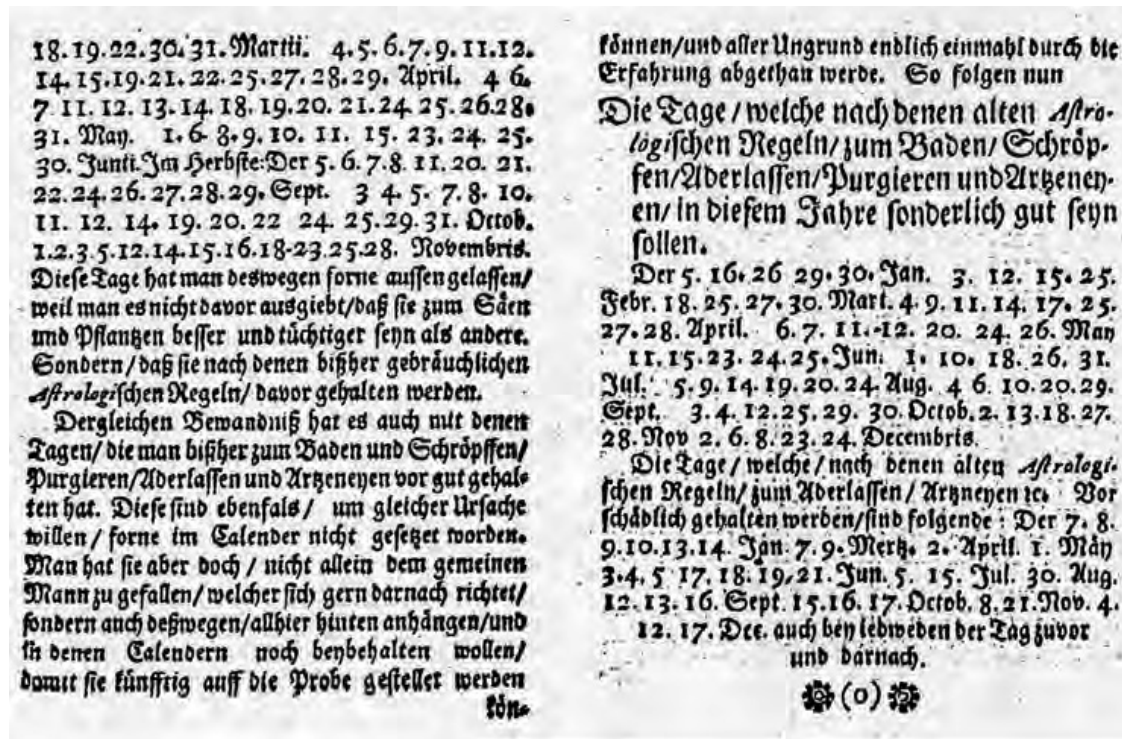 18.19.22.30.31.Martii. 4.5.6.7.9.11.12.
14.15.19.21.22.25.27.28.29. April. 4 6.
7 11. 12. 13.14. 18. 19.20. 21.24 25.26.28.
31. May. 1. 6. 8.9. 10. 11. 15. 23. 24. 25.
30. Junii. Im Herbste: Der 5. 6. 7.8. 11.20. 21.
22.24.26.27.28.29. Sept. 3 4. 5. 7. 8. 10.
11. 12. 14. 19. 20. 22 24. 25.29.31. Octob.
1.2.3 5.12.14.15.16.18-23.25.28. Novembris.
Diese Tage hat man deswegen forne aussen gelassen/
weil man es nicht davor ausgiebt/daß sie zum Säen
und Pflantzen besser und tüchtiger seyn als andere.
Sondern/daß sie nach denen bißher gebräuchlichen
Astrologischen Regeln/ davor gehalten werden.
Dergleichen Bewandniß hat es auch mit denen
Tagen/ die man bißher zum Baden und Schröpffen/
Purgieren/Aderlassen und Artzeneyen vor gut gehal-
ten hat. Diese sind ebenfals/ um gleicher Ursache
willen/ forne im Calender nicht gesetzet worden.
Man hat sie aber doch/ nicht allein dem gemeinen
Mann zu gefallen/ welcher sich gern darnach richtet/
sondern auch deßwegen/allhier hinten anhängen/und
in denen Calendern noch beybehalten wollen/
damit sie künfftig auff die Probe gestellet werden
kön-
können/und aller Ungrund endlich einmahl durch die
Erfahrung abgethan werde. So folgen nun
Die Tage/ welche nach denen alten Astro-
logischen Regeln/ zum Baden/ Schröp-
fen/Aderlassen/Purgieren und Artzeney-
en/ in diesem Jahre sonderlich gut seyn
sollen.
Der 5. 16. 26 29. 30. Jan. 3. 12. 15. 25.
Febr. 18. 25. 27. 30. Mart. 4. 9. 11. 14. 17. 25.
27. 28. April. 6. 7. 11. 12. 20. 24. 26. May
11. 15. 23. 24. 25. Jun. 1. 10. 18. 26. 31.
Jul. 5. 9. 14. 19. 20. 24. Aug. 4 6. 10. 20. 29.
Sept. 3. 4. 12. 25. 29. 30. Octob. 2. 13. 18. 27.
28. Nov 2. 6. 8. 23. 24. Decembris.
Die Tage/ welche/ nach denen alten Astrologi-
schen Regeln/ zum Aderlassen/ Artzneyen ec. Vor
schädlich gehalten werden/sind folgende: Der 7. 8.
9.10.13.14. Jan. 7. 9. Mertz. 2. April. 1. May
3.4. 5 17. 18. 19,21. Jun. 5. 15. Jul. 30. Aug.
12. 13. 16. Sept. 15.16. 17. Octob. 8. 21. Nov. 4.
12. 17. Dec. auch bey iedweden der Tag zuvor
und darnach.
(0)